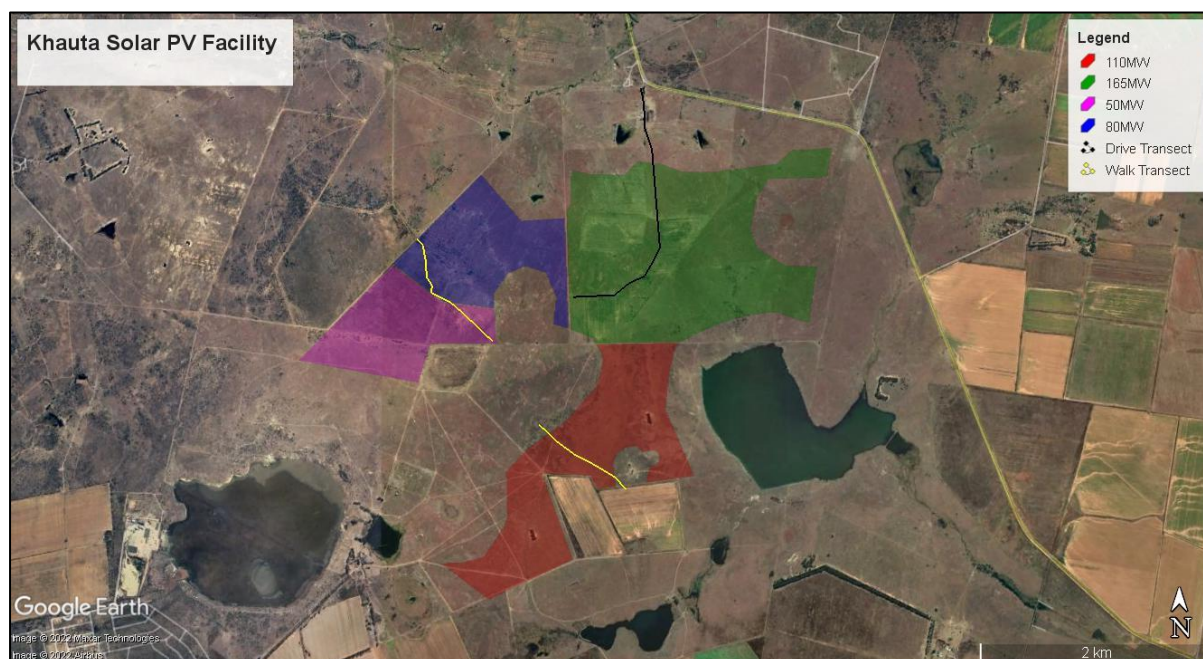 Khauta Solar PV Facility
Legend
110MW
165MW
50MW
80MW
Drive Transect
Walk Transect
Google Earth
Image © 2022 Maxar Technologies
Image © 2022 Airbus
N
2 km